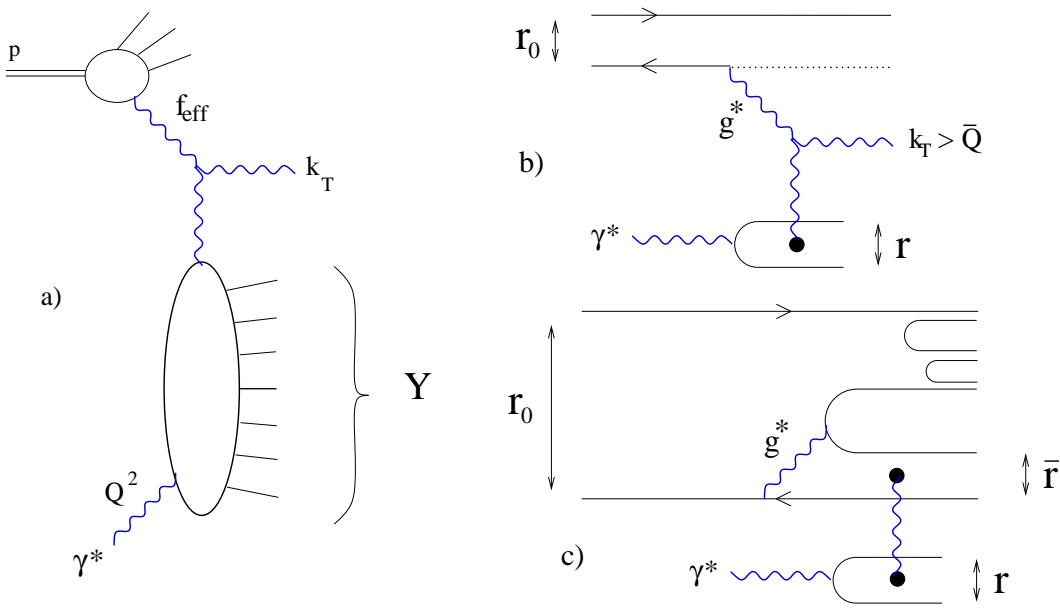 p
f_eff
k_T
a)
Y
Q^2
γ*
r_0
g*
k_T > Q̄
b)
γ*
r
r_0
g*
r̄
c)
γ*
r